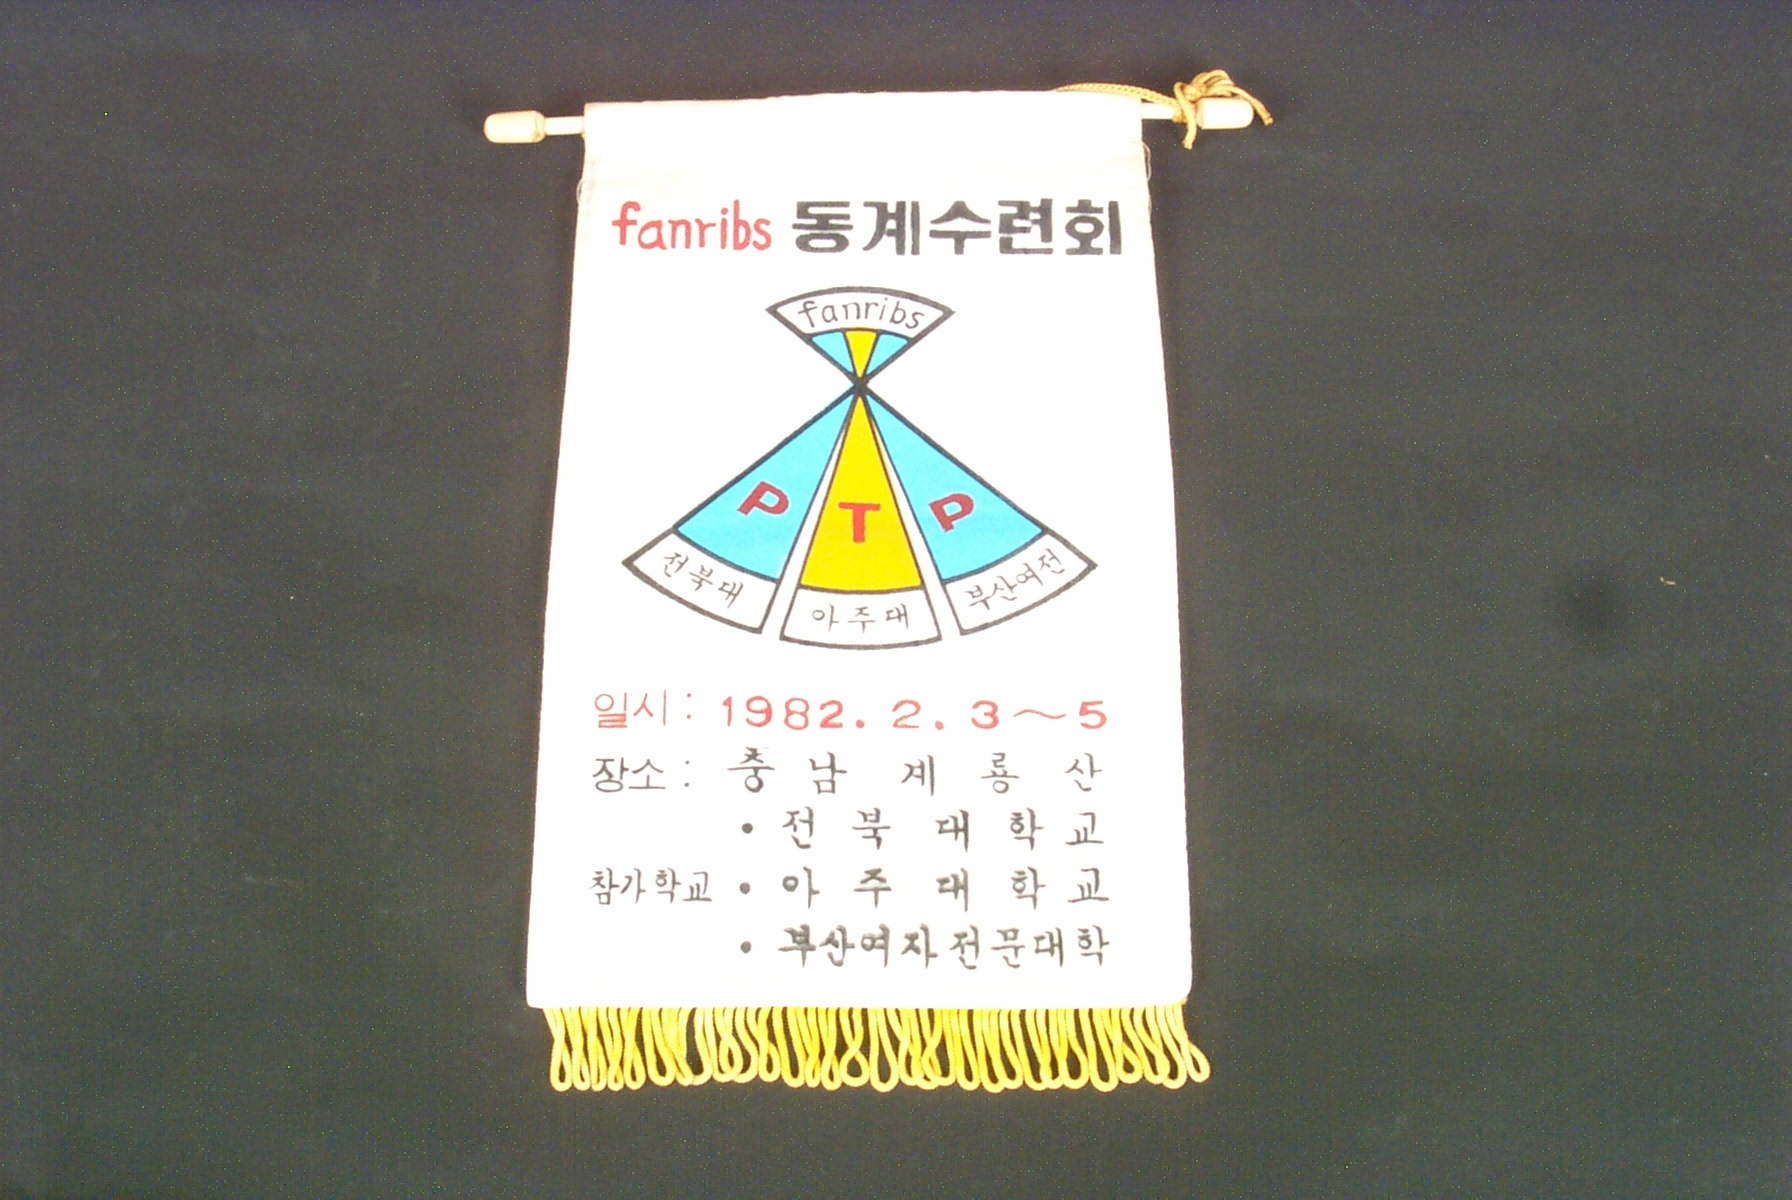 fanribs 동계수련회
fanribs
P T P
전북대 아주대 부산여전
일시 : 1982. 2. 3~5
장소 : 충남 계룡산
• 전북대학교
참가학교 • 아주대학교
• 부산여자전문대학